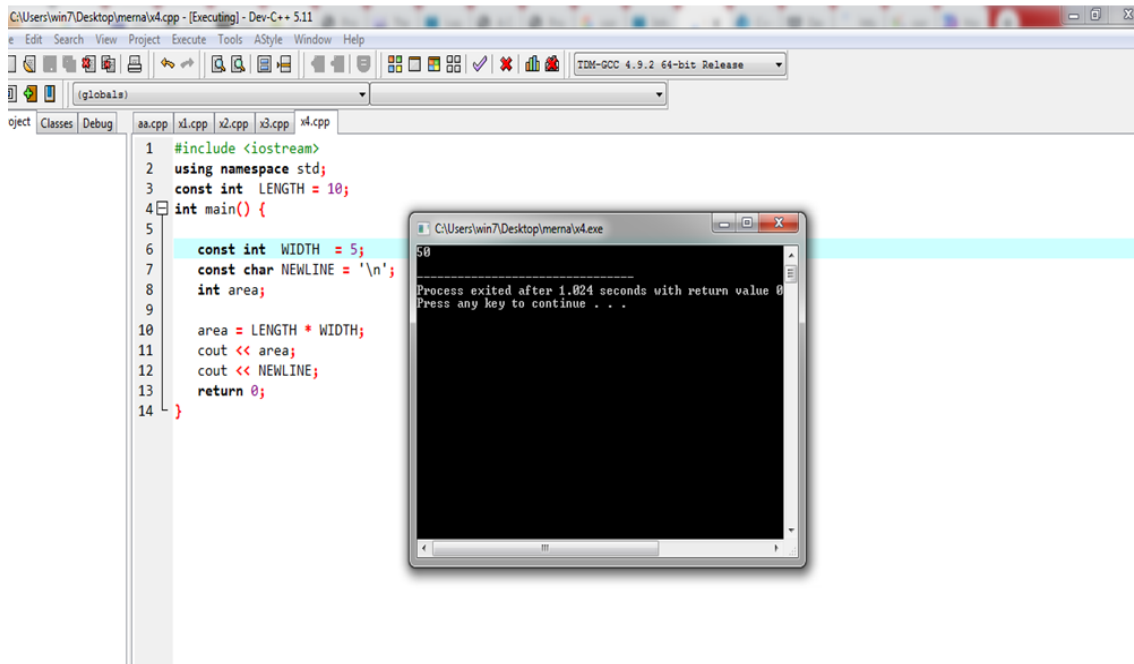 C:\Users\win7\Desktop\merna\x4.cpp - [Executing] - Dev-C++ 5.11
Edit Search View Project Execute Tools AStyle Window Help
TDM-GCC 4.9.2 64-bit Release
(globals)
oject Classes Debug aa.cpp x1.cpp x2.cpp x3.cpp x4.cpp
1 #include <iostream>
2 using namespace std;
3 const int  LENGTH = 10;
4 int main() {
5
6    const int  WIDTH  = 5;
7    const char NEWLINE = '\n';
8    int area;
9
10    area = LENGTH * WIDTH;
11    cout << area;
12    cout << NEWLINE;
13    return 0;
14 }
C:\Users\win7\Desktop\merna\x4.exe
50
--------------------------------
Process exited after 1.024 seconds with return value 0
Press any key to continue . . .